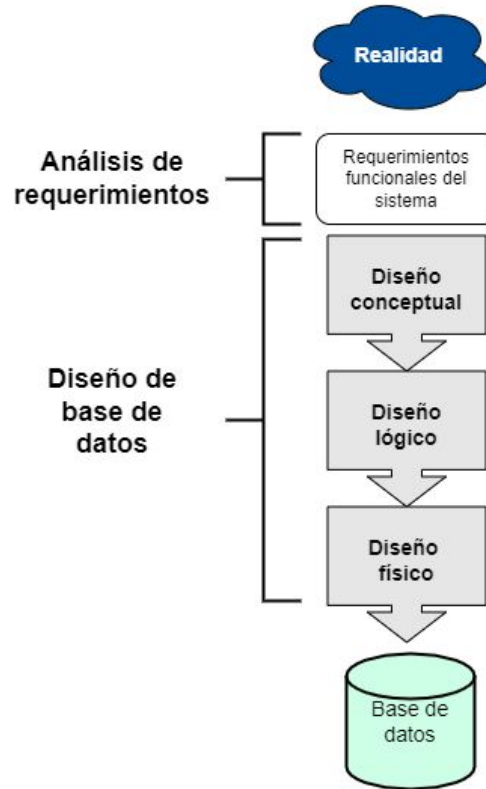 Realidad
Análisis de
requerimientos
Requerimientos
funcionales del
sistema
Diseño de
base de
datos
Diseño
conceptual
Diseño
lógico
Diseño
físico
Base de
datos